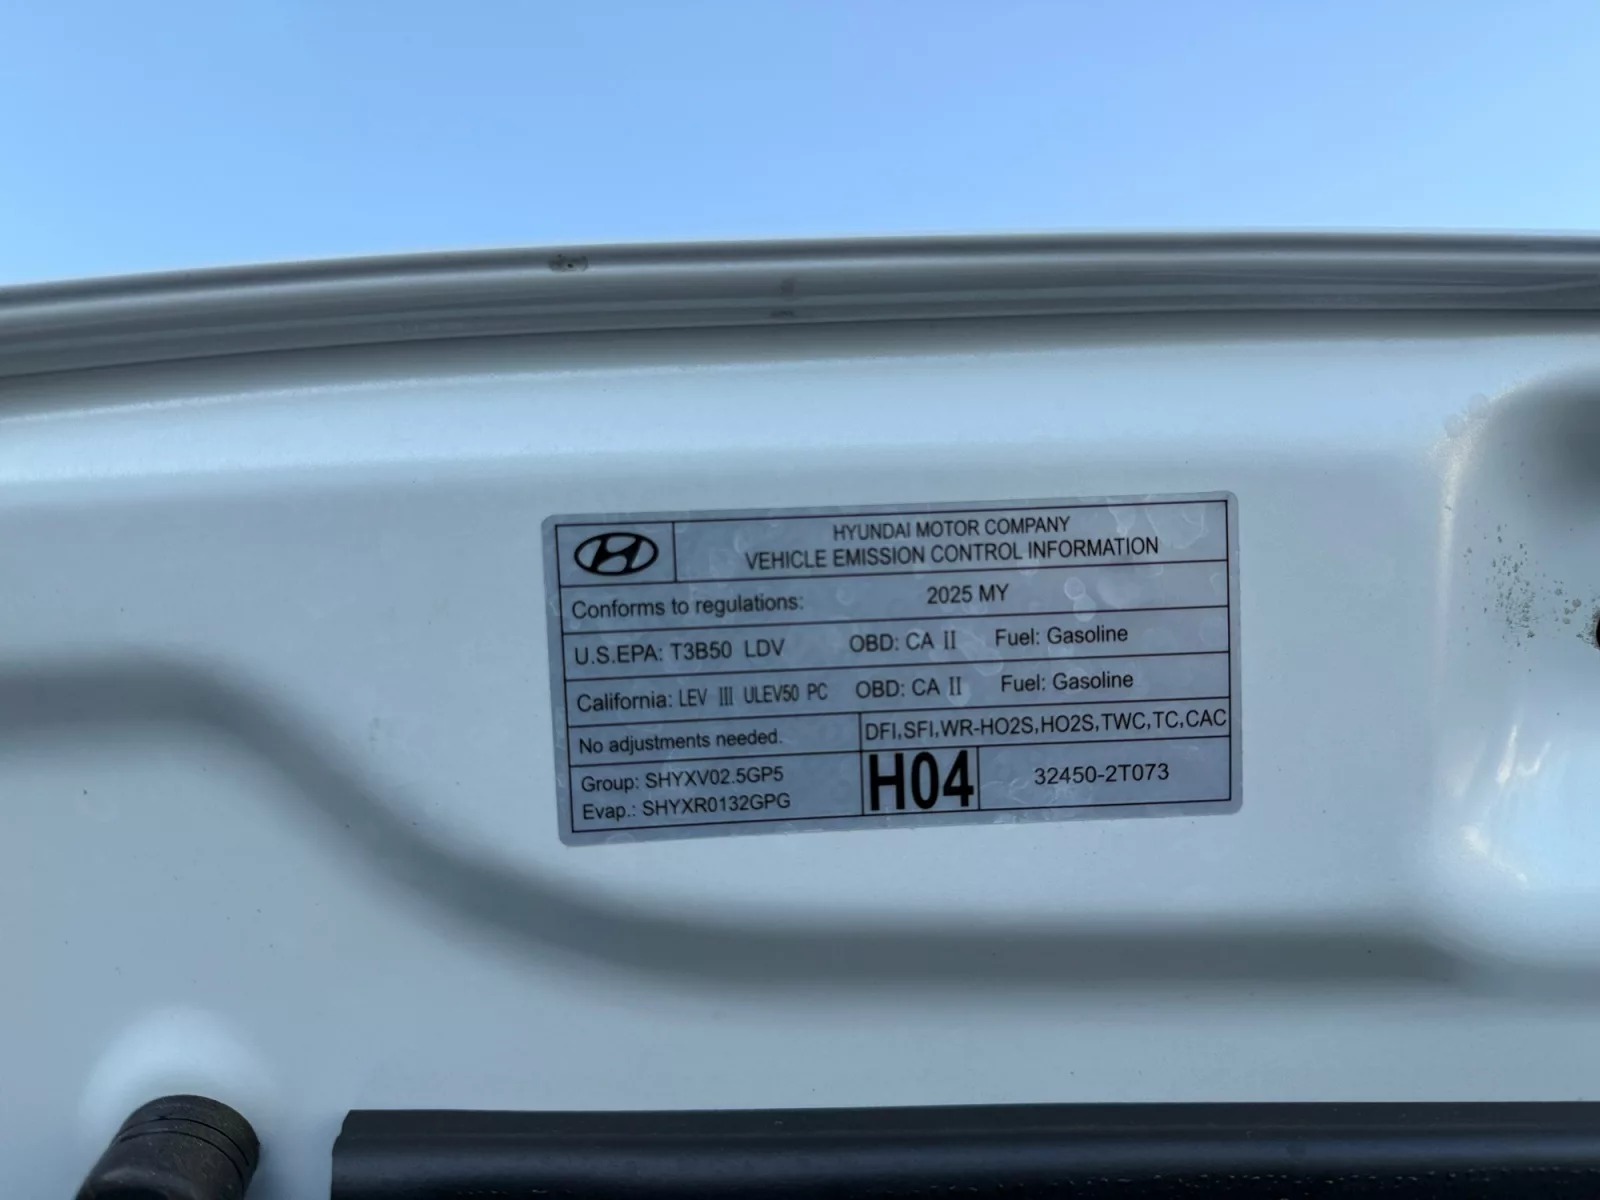 HYUNDAI MOTOR COMPANY
VEHICLE EMISSION CONTROL INFORMATION
Conforms to regulations: 2025 MY
U.S.EPA: T3B50 LDV OBD: CA II Fuel: Gasoline
California: LEV III ULEV50 PC OBD: CA II Fuel: Gasoline
No adjustments needed. DFI,SFI,WR-HO2S,HO2S,TWC,TC,CAC
Group: SHYXV02.5GP5
Evap.: SHYXR0132GPG
H04 32450-2T073